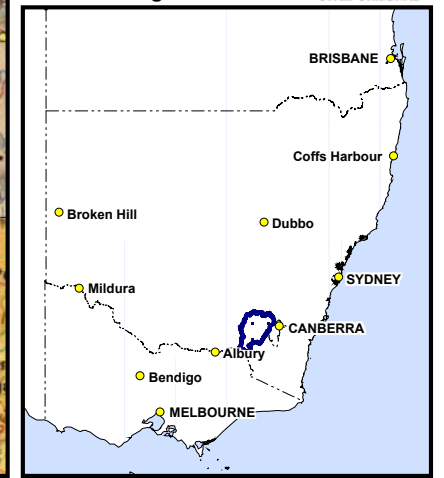 BRISBANE
Coffs Harbour
Broken Hill
Dubbo
SYDNEY
Mildura
CANBERRA
Albury
Bendigo
MELBOURNE